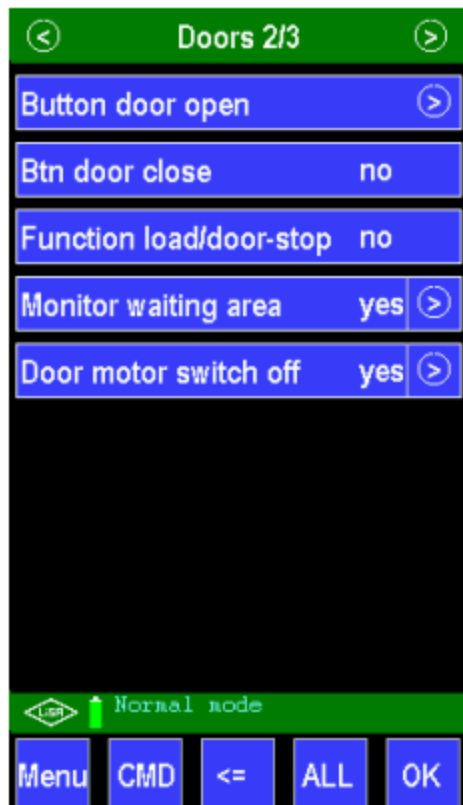 < Doors 2/3 >
Button door open >
Btn door close no
Function load/door-stop no
Monitor waiting area yes >
Door motor switch off yes >
LiSA Normal mode
Menu CMD <= ALL OK